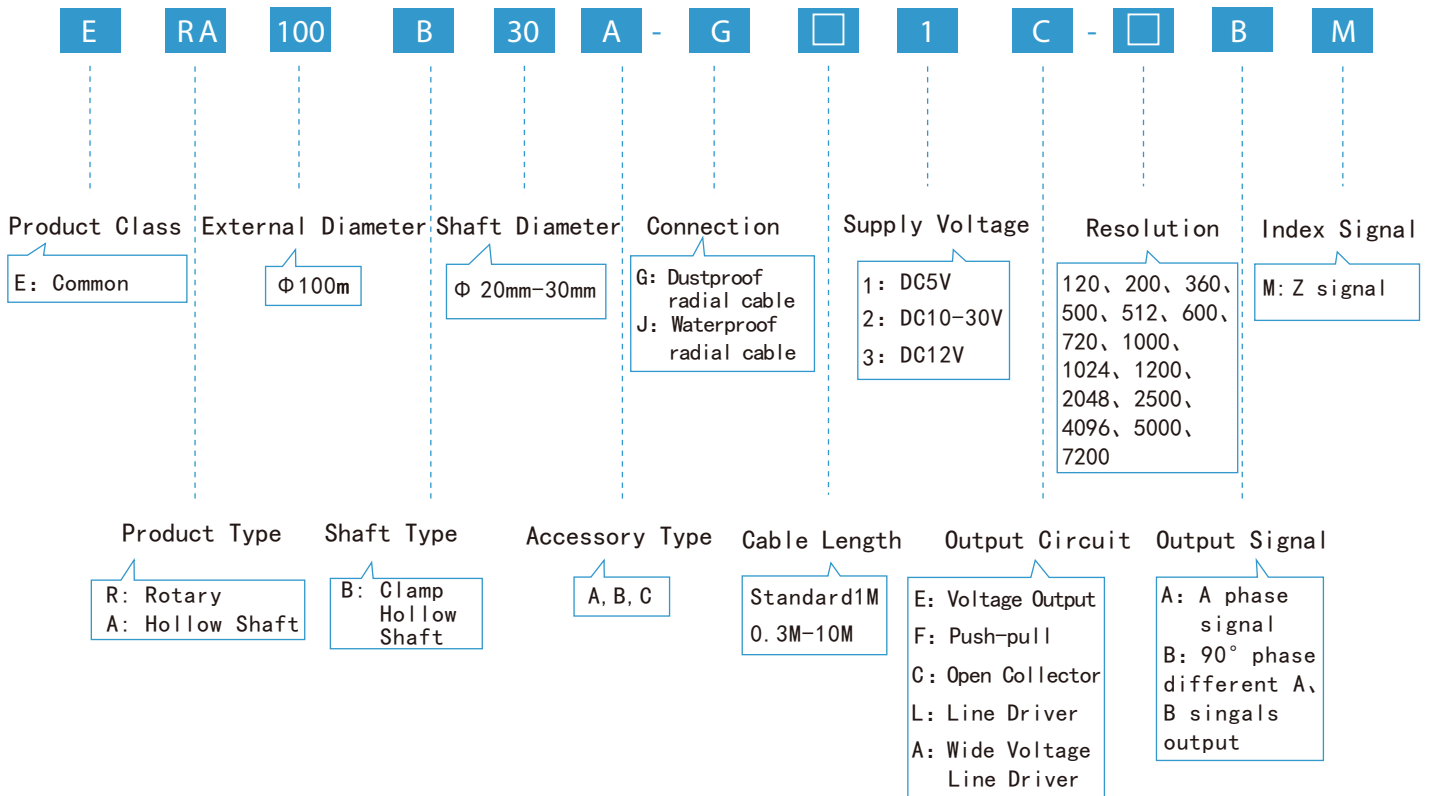 E RA 100 B 30 A - G □ 1 C - □ B M
Product Class
E: Common
External Diameter
Φ100m
Shaft Diameter
Φ 20mm-30mm
Connection
G: Dustproof
radial cable
J: Waterproof
radial cable
Supply Voltage
1: DC5V
2: DC10-30V
3: DC12V
Resolution
120、200、360、
500、512、600、
720、1000、
1024、1200、
2048、2500、
4096、5000、
7200
Index Signal
M: Z signal
Product Type
R: Rotary
A: Hollow Shaft
Shaft Type
B: Clamp
Hollow
Shaft
Accessory Type
A, B, C
Cable Length
Standard1M
0.3M-10M
Output Circuit
E: Voltage Output
F: Push-pull
C: Open Collector
L: Line Driver
A: Wide Voltage
Line Driver
Output Signal
A: A phase
signal
B: 90° phase
different A、
B singals
output